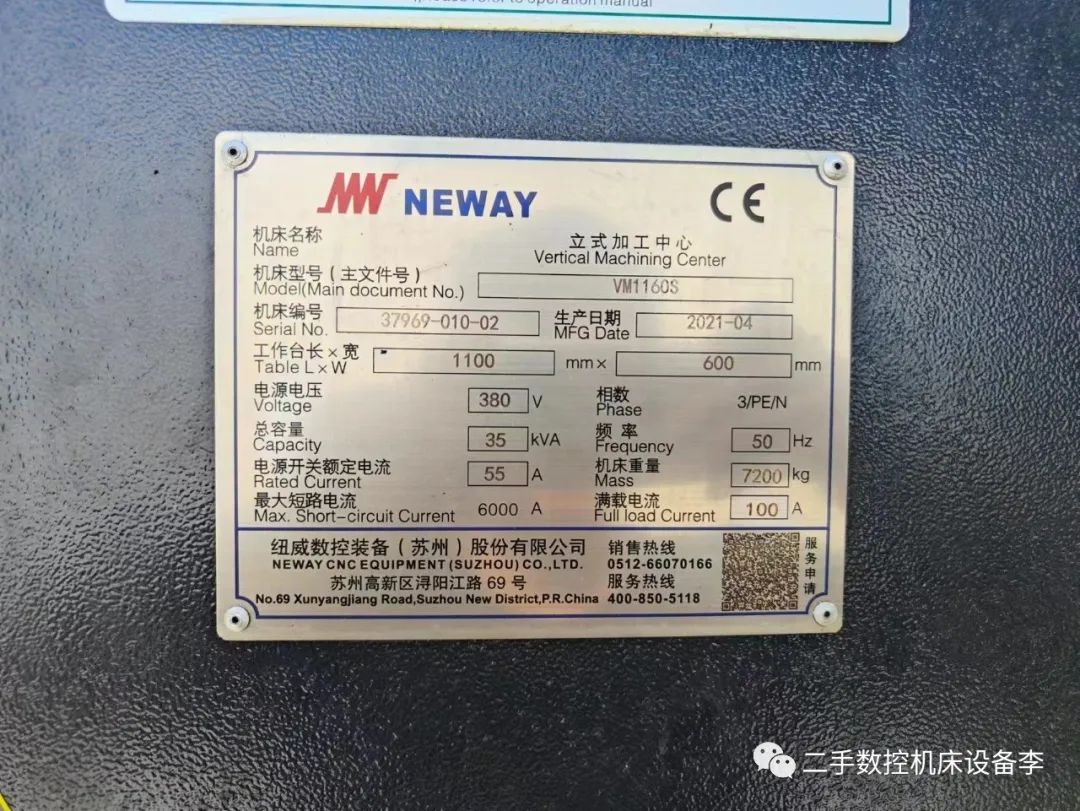 please refer to operation manual
NEWAY CE
机床名称 立式加工中心
Name Vertical Machining Center
机床型号(主文件号)
Model(Main document No.) VM1160S
机床编号 生产日期
Serial No. 37969-010-02 MFG Date 2021-04
工作台长×宽
Table L×W 1100 mm× 600 mm
电源电压 相数
Voltage 380 V Phase 3/PE/N
总容量 频率
Capacity 35 kVA Frequency 50 Hz
电源开关额定电流 机床重量
Rated Current 55 A Mass 7200 kg
最大短路电流 满载电流
Max. Short-circuit Current 6000 A Full load Current 100 A
纽威数控装备(苏州)股份有限公司
NEWAY CNC EQUIPMENT (SUZHOU) CO., LTD.
苏州高新区浔阳江路 69 号
No.69 Xunyangjiang Road,Suzhou New District,P.R.China
销售热线
0512-66070166
服务热线
400-850-5118
服务申请
二手数控机床设备李